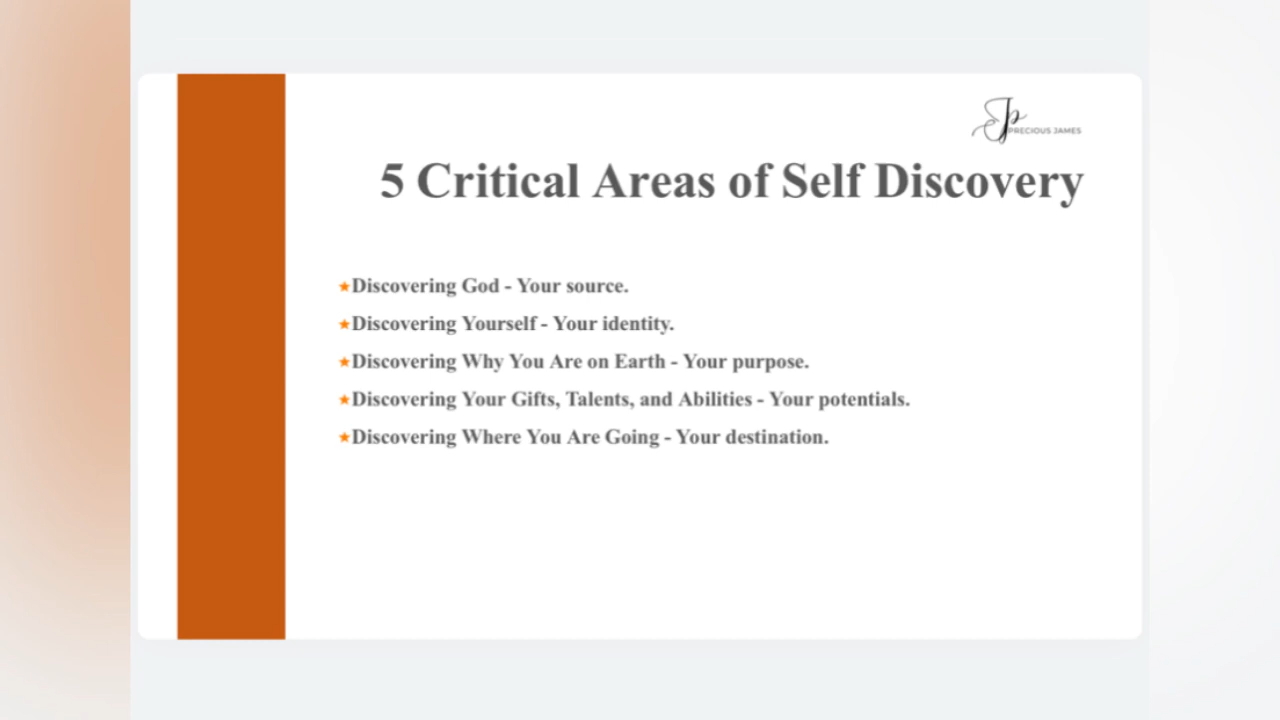 PRECIOUS JAMES
5 Critical Areas of Self Discovery
Discovering God - Your source.
Discovering Yourself - Your identity.
Discovering Why You Are on Earth - Your purpose.
Discovering Your Gifts, Talents, and Abilities - Your potentials.
Discovering Where You Are Going - Your destination.